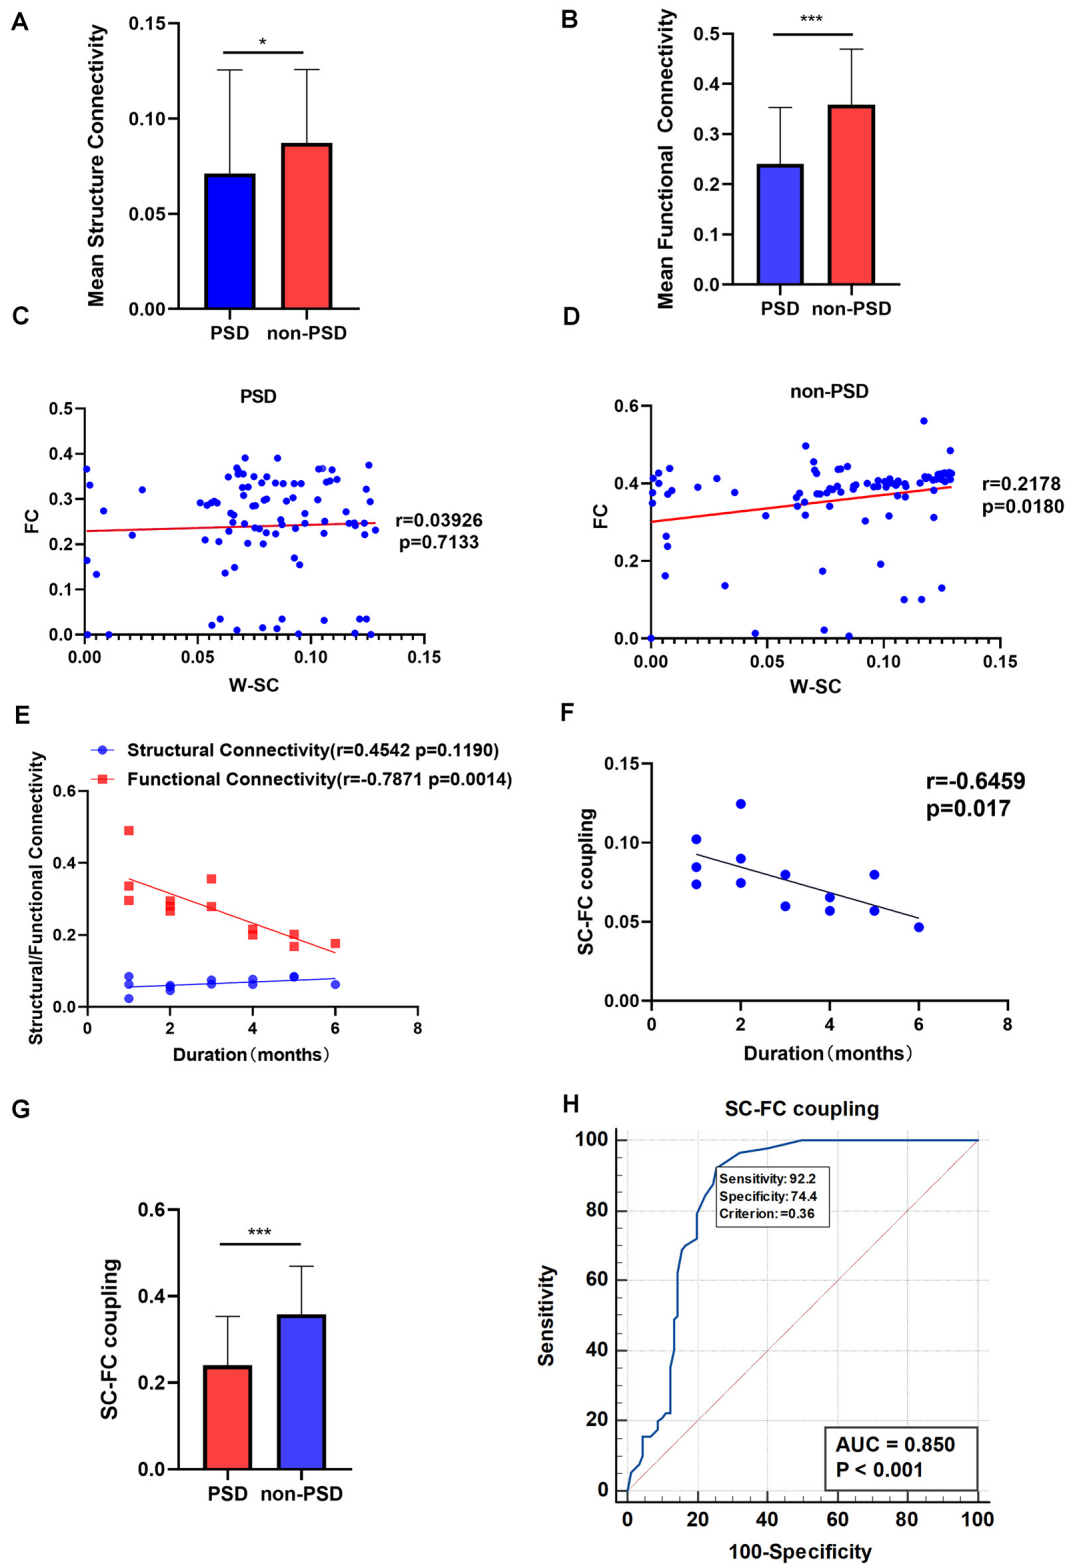 A
Mean Structure Connectivity
0.15
0.10
0.05
0.00
*
PSD non-PSD
B
Mean Functional Connectivity
0.5
0.4
0.3
0.2
0.1
0.0
***
PSD non-PSD
C
PSD
FC
0.5
0.4
0.3
0.2
0.1
0.0
r=0.03926
p=0.7133
0.00 0.05 0.10 0.15
W-SC
D
non-PSD
FC
0.6
0.4
0.2
0.0
r=0.2178
p=0.0180
0.00 0.05 0.10 0.15
W-SC
E
Structural Connectivity(r=0.4542 p=0.1190)
Functional Connectivity(r=-0.7871 p=0.0014)
Structural/Functional Connectivity
0.6
0.4
0.2
0.0
0 2 4 6 8
Duration(months)
F
SC-FC coupling
0.15
0.10
0.05
0.00
r=-0.6459
p=0.017
0 2 4 6 8
Duration(months)
G
SC-FC coupling
0.6
0.4
0.2
0.0
***
PSD non-PSD
H
SC-FC coupling
Sensitivity
100
80
60
40
20
0
Sensitivity: 92.2
Specificity: 74.4
Criterion: =0.36
AUC = 0.850
P < 0.001
0 20 40 60 80 100
100-Specificity